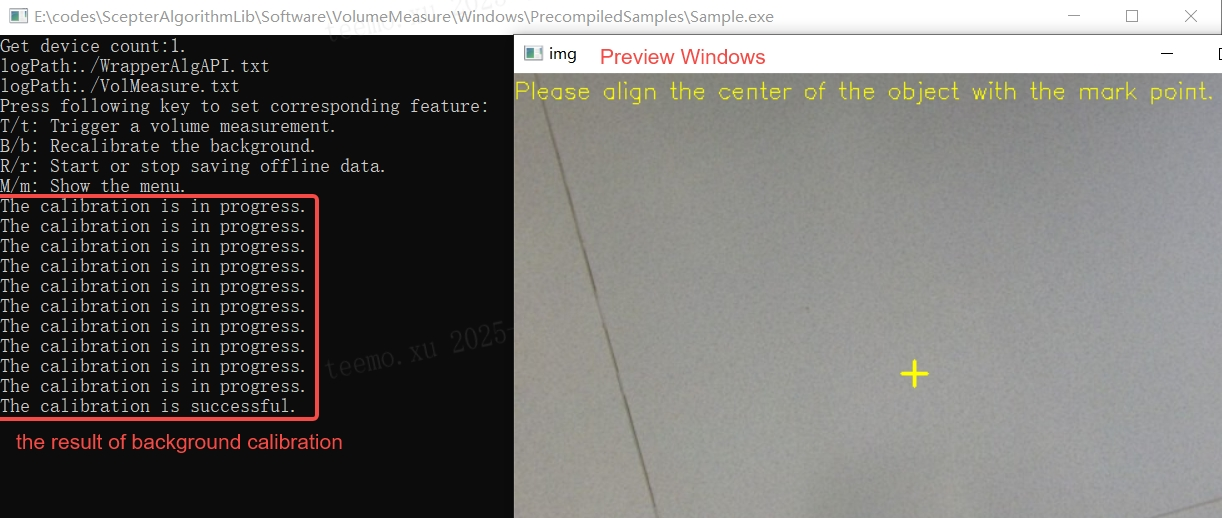 E:\codes\ScepterAlgorithmLib\Software\VolumeMeasure\Windows\PrecompiledSamples\Sample.exe
Get device count:1.
logPath:./WrapperAlgAPI.txt
logPath:./VolMeasure.txt
Press following key to set corresponding feature:
T/t: Trigger a volume measurement.
B/b: Recalibrate the background.
R/r: Start or stop saving offline data.
M/m: Show the menu.
The calibration is in progress.
The calibration is in progress.
The calibration is in progress.
The calibration is in progress.
The calibration is in progress.
The calibration is in progress.
The calibration is in progress.
The calibration is in progress.
The calibration is in progress.
The calibration is in progress.
The calibration is successful.
the result of background calibration
img
Preview Windows
Please align the center of the object with the mark point.
teemo.xu 2025-